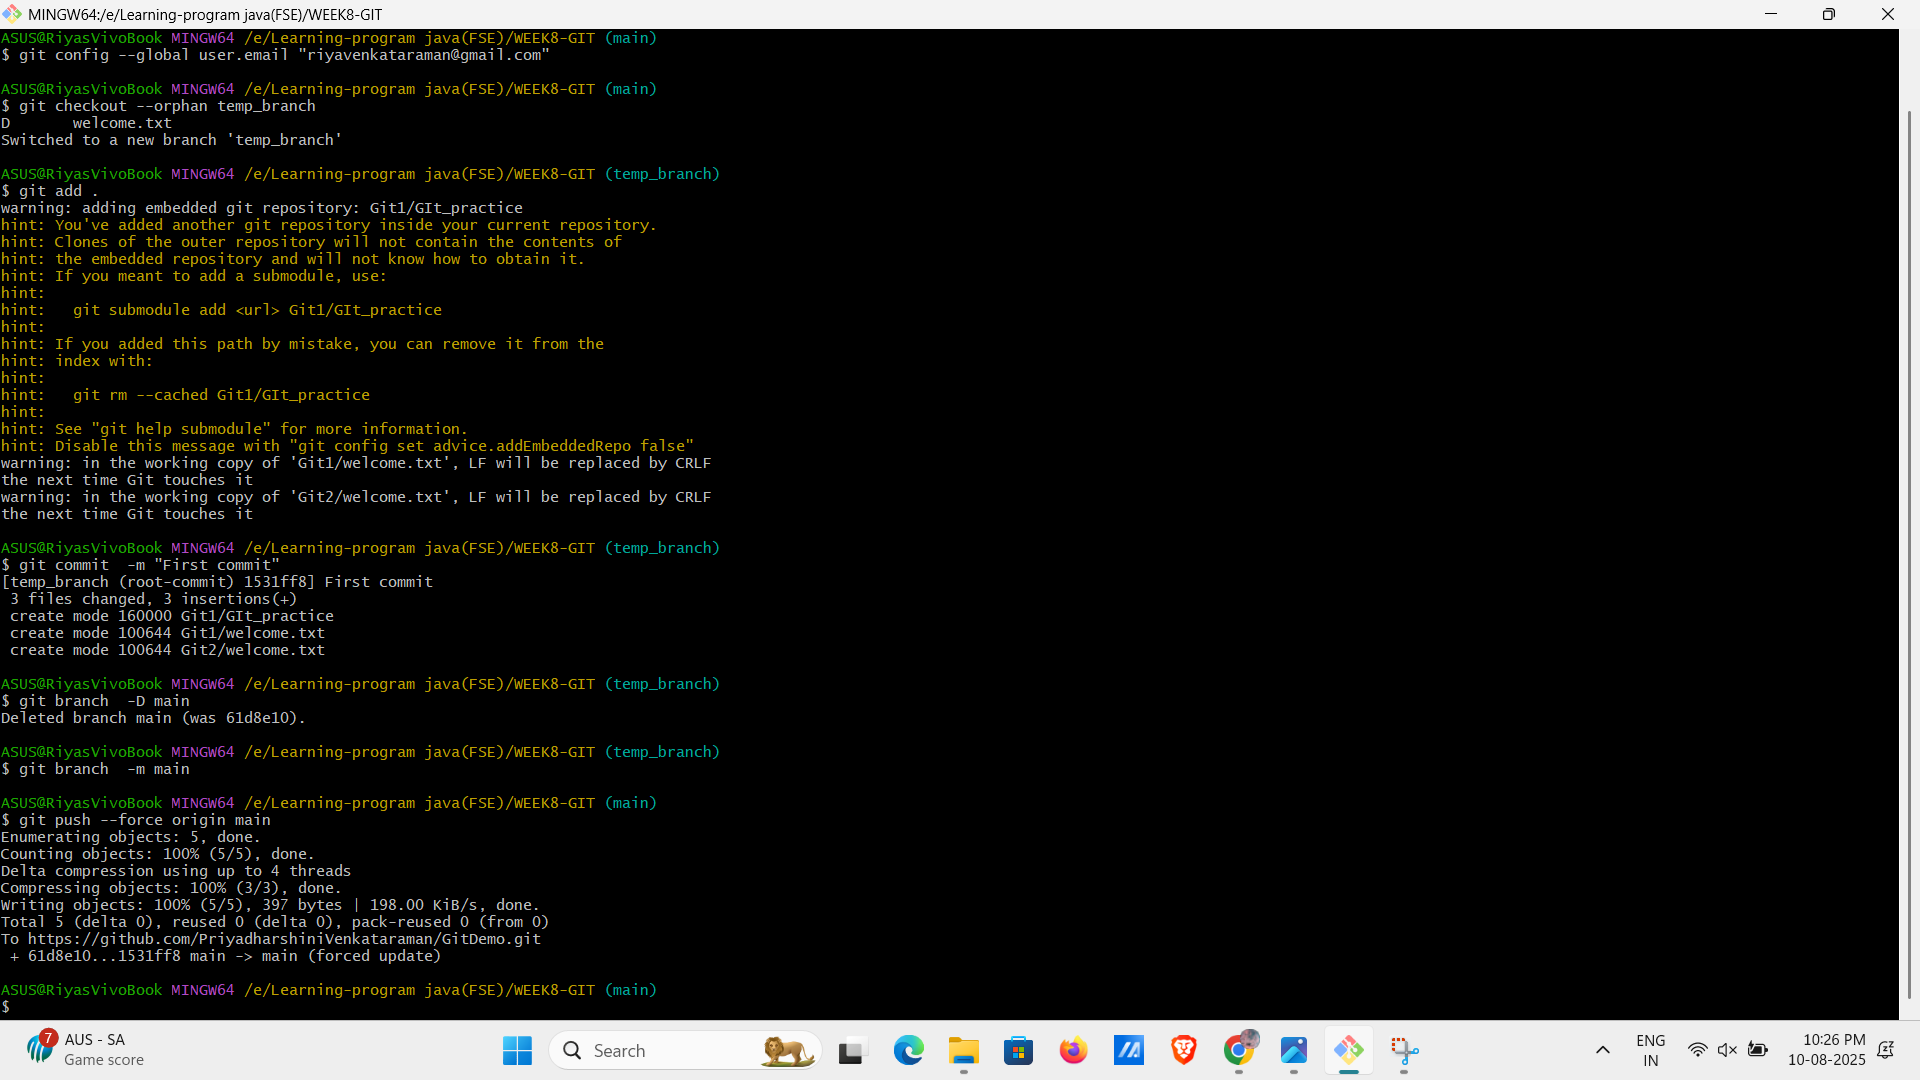 MINGW64:/e/Learning-program java(FSE)/WEEK8-GIT
ASUS@RiyasVivoBook MINGW64 /e/Learning-program java(FSE)/WEEK8-GIT (main)
$ git config --global user.email "riyavenkataraman@gmail.com"
ASUS@RiyasVivoBook MINGW64 /e/Learning-program java(FSE)/WEEK8-GIT (main)
$ git checkout --orphan temp_branch
D       welcome.txt
Switched to a new branch 'temp_branch'
ASUS@RiyasVivoBook MINGW64 /e/Learning-program java(FSE)/WEEK8-GIT (temp_branch)
$ git add .
warning: adding embedded git repository: Git1/GIt_practice
hint: You've added another git repository inside your current repository.
hint: Clones of the outer repository will not contain the contents of
hint: the embedded repository and will not know how to obtain it.
hint: If you meant to add a submodule, use:
hint:
hint:   git submodule add <url> Git1/GIt_practice
hint:
hint: If you added this path by mistake, you can remove it from the
hint: index with:
hint:
hint:   git rm --cached Git1/GIt_practice
hint:
hint: See "git help submodule" for more information.
hint: Disable this message with "git config set advice.addEmbeddedRepo false"
warning: in the working copy of 'Git1/welcome.txt', LF will be replaced by CRLF
the next time Git touches it
warning: in the working copy of 'Git2/welcome.txt', LF will be replaced by CRLF
the next time Git touches it
ASUS@RiyasVivoBook MINGW64 /e/Learning-program java(FSE)/WEEK8-GIT (temp_branch)
$ git commit  -m "First commit"
[temp_branch (root-commit) 1531ff8] First commit
 3 files changed, 3 insertions(+)
 create mode 160000 Git1/GIt_practice
 create mode 100644 Git1/welcome.txt
 create mode 100644 Git2/welcome.txt
ASUS@RiyasVivoBook MINGW64 /e/Learning-program java(FSE)/WEEK8-GIT (temp_branch)
$ git branch  -D main
Deleted branch main (was 61d8e10).
ASUS@RiyasVivoBook MINGW64 /e/Learning-program java(FSE)/WEEK8-GIT (temp_branch)
$ git branch  -m main
ASUS@RiyasVivoBook MINGW64 /e/Learning-program java(FSE)/WEEK8-GIT (main)
$ git push --force origin main
Enumerating objects: 5, done.
Counting objects: 100% (5/5), done.
Delta compression using up to 4 threads
Compressing objects: 100% (3/3), done.
Writing objects: 100% (5/5), 397 bytes | 198.00 KiB/s, done.
Total 5 (delta 0), reused 0 (delta 0), pack-reused 0 (from 0)
To https://github.com/PriyadharshiniVenkataraman/GitDemo.git
 + 61d8e10...1531ff8 main -> main (forced update)
ASUS@RiyasVivoBook MINGW64 /e/Learning-program java(FSE)/WEEK8-GIT (main)
$
7
AUS - SA
Game score
Search
ENG
IN
10:26 PM
10-08-2025